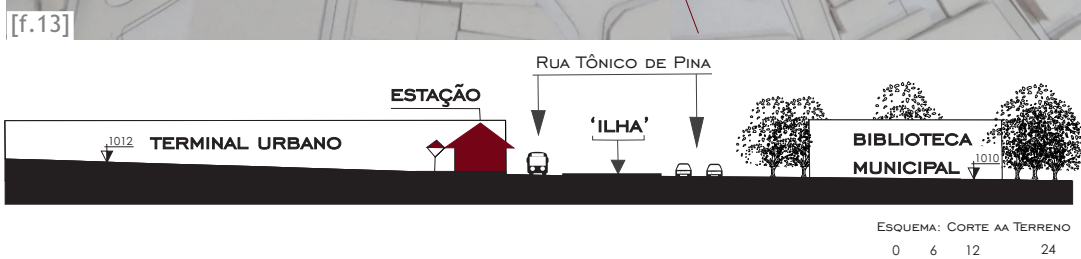 [f.13]
Rua Tônico de Pina
ESTAÇÃO
'ILHA'
1012
TERMINAL URBANO
BIBLIOTECA
MUNICIPAL
1010
Esquema: Corte aa Terreno
0 6 12 24